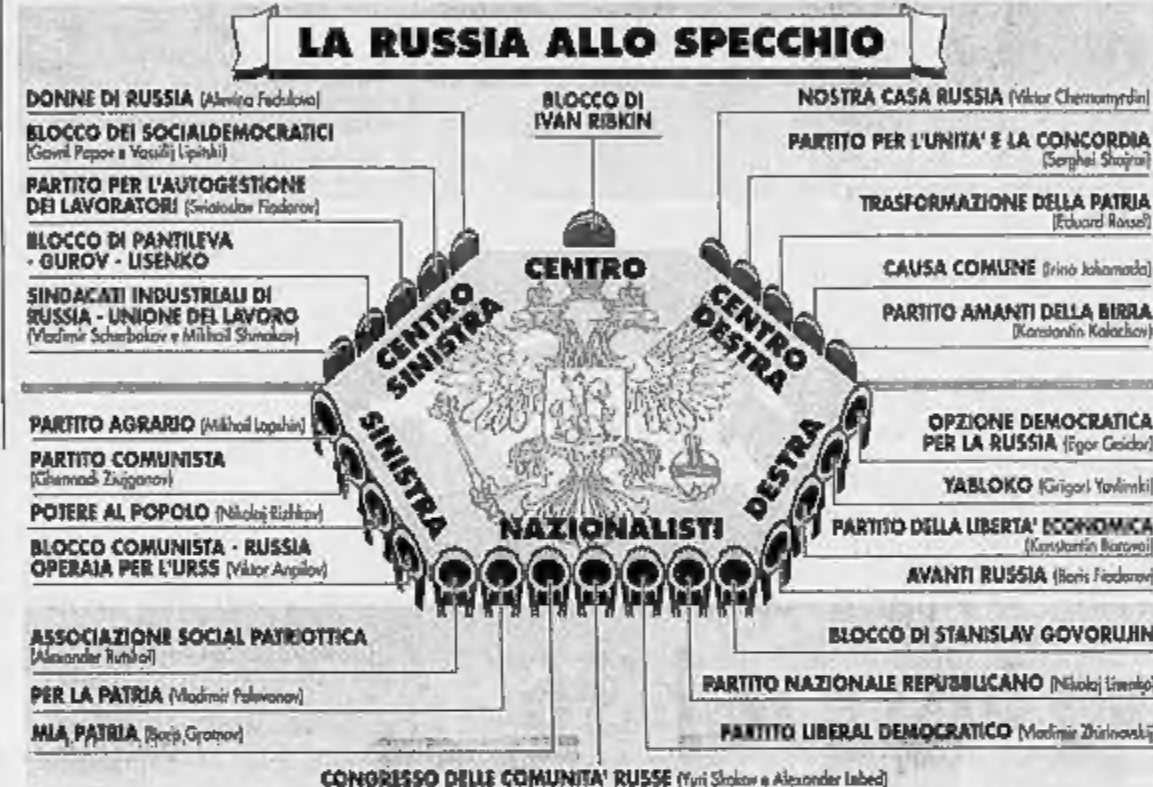 LA RUSSIA ALLO SPECCHIO
DONNE DI RUSSIA (Alevtina Fedulova)
BLOCCO DEI SOCIALDEMOCRATICI
(Gavril Popov e Vassilij Lipitski)
PARTITO PER L'AUTOGESTIONE
DEI LAVORATORI (Sviatoslav Fiodorov)
BLOCCO DI PANTILEVA
- GUROV - LISENKO
SINDACATI INDUSTRIALI DI
RUSSIA - UNIONE DEL LAVORO
(Vladimir Scherbakov e Mikhail Shmakov)
BLOCCO DI
IVAN RIBKIN
NOSTRA CASA RUSSIA (Viktor Chernomyrdin)
PARTITO PER L'UNITA' E LA CONCORDIA
(Serghei Shajrai)
TRASFORMAZIONE DELLA PATRIA
(Eduard Rossel)
CAUSA COMUNE (Irina Jakamada)
PARTITO AMANTI DELLA BIRRA
(Konstantin Kalachov)
CENTRO
CENTRO
SINISTRA
CENTRO
DESTRA
SINISTRA
DESTRA
NAZIONALISTI
PARTITO AGRARIO (Mikhail Lapshin)
PARTITO COMUNISTA
(Ghennadi Ziuganov)
POTERE AL POPOLO (Nikolaj Rizhkov)
BLOCCO COMUNISTA - RUSSIA
OPERAIA PER L'URSS (Viktor Anpilov)
OPZIONE DEMOCRATICA
PER LA RUSSIA (Egor Gaidar)
YABLOKO (Grigori Yavlinski)
PARTITO DELLA LIBERTA' ECONOMICA
(Konstantin Borovoi)
AVANTI RUSSIA (Boris Fiodorov)
ASSOCIAZIONE SOCIAL PATRIOTTICA
(Alexander Rutskoi)
PER LA PATRIA (Vladimir Polevanov)
MIA PATRIA (Boris Gromov)
BLOCCO DI STANISLAV GOVORUJIN
PARTITO NAZIONALE REPUBBLICANO (Nikolaj Lisenko)
PARTITO LIBERAL DEMOCRATICO (Vladimir Zhirinovskij)
CONGRESSO DELLE COMUNITA' RUSSE (Yuri Skokov e Alexander Lebed)